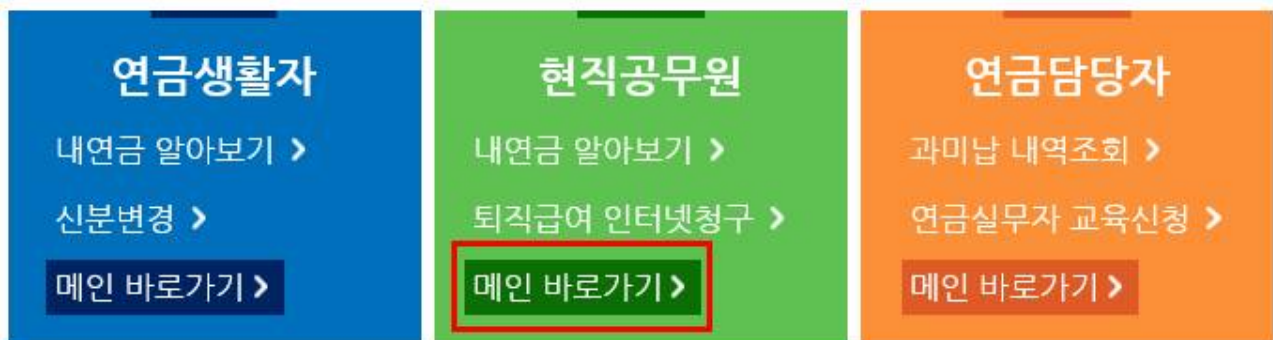 연금생활자
내연금 알아보기 >
신분변경 >
메인 바로가기 >
현직공무원
내연금 알아보기 >
퇴직급여 인터넷청구 >
메인 바로가기 >
연금담당자
과미납 내역조회 >
연금실무자 교육신청 >
메인 바로가기 >